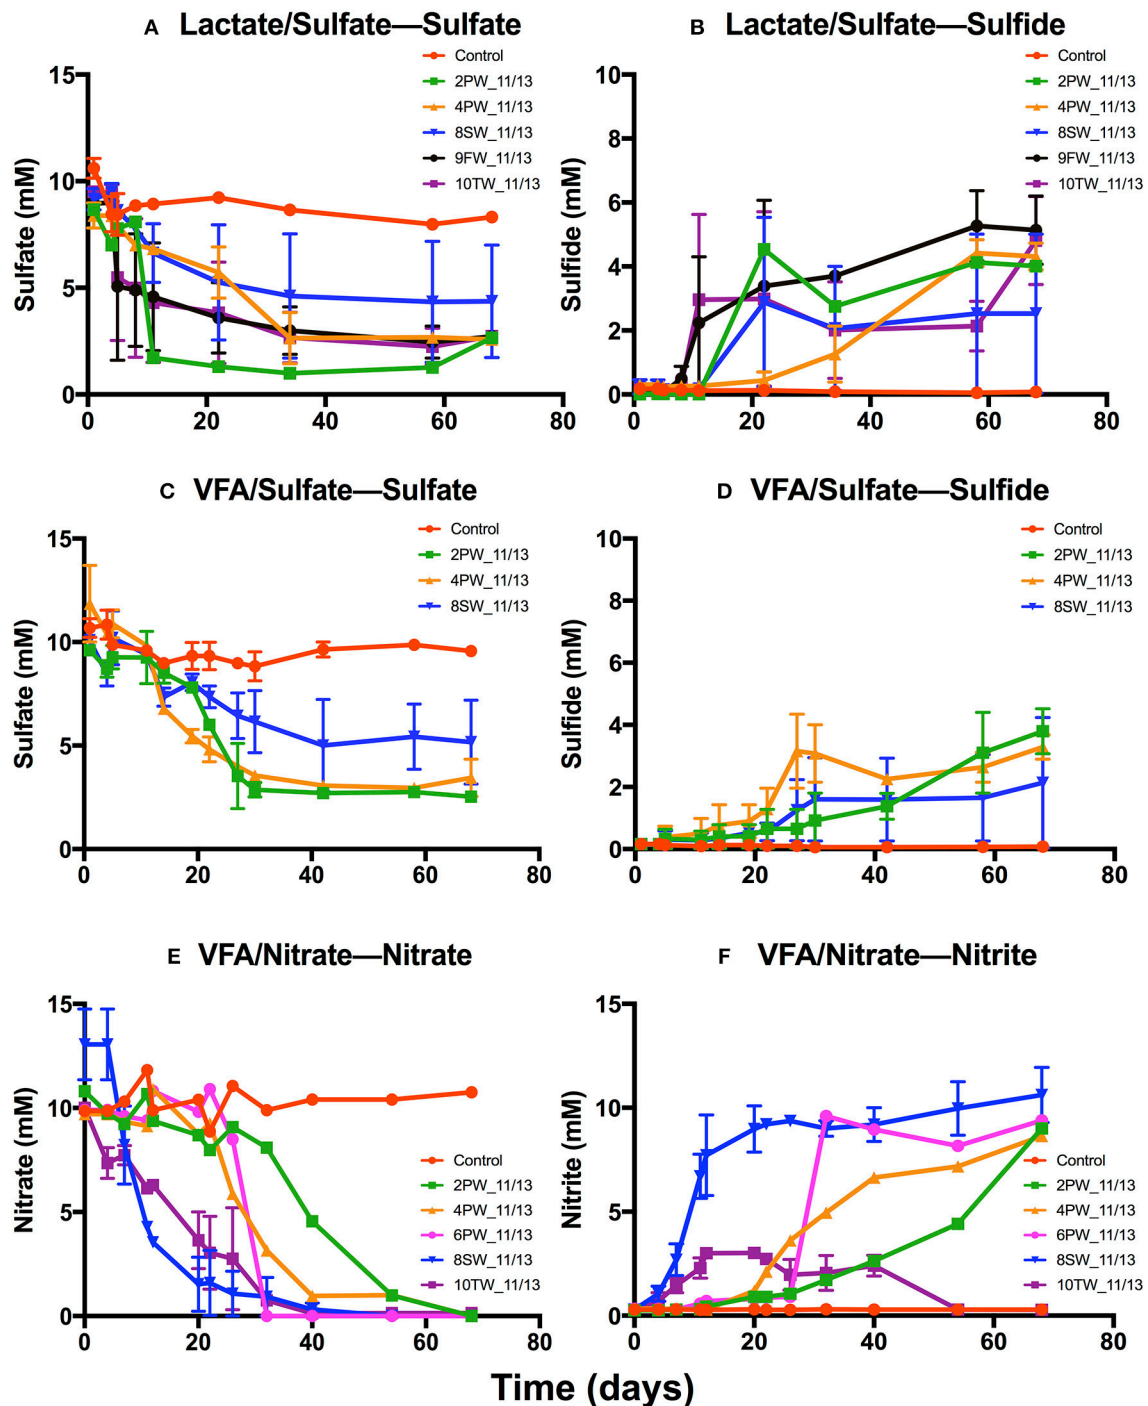 A Lactate/Sulfate—Sulfate
Control
2PW_11/13
4PW_11/13
8SW_11/13
9FW_11/13
10TW_11/13
Sulfate (mM)
15
10
5
0
0 20 40 60 80
B Lactate/Sulfate—Sulfide
Control
2PW_11/13
4PW_11/13
8SW_11/13
9FW_11/13
10TW_11/13
Sulfide (mM)
10
8
6
4
2
0
0 20 40 60 80
C VFA/Sulfate—Sulfate
Control
2PW_11/13
4PW_11/13
8SW_11/13
Sulfate (mM)
15
10
5
0
0 20 40 60 80
D VFA/Sulfate—Sulfide
Control
2PW_11/13
4PW_11/13
8SW_11/13
Sulfide (mM)
10
8
6
4
2
0
0 20 40 60 80
E VFA/Nitrate—Nitrate
Control
2PW_11/13
4PW_11/13
6PW_11/13
8SW_11/13
10TW_11/13
Nitrate (mM)
15
10
5
0
0 20 40 60 80
F VFA/Nitrate—Nitrite
Control
2PW_11/13
4PW_11/13
6PW_11/13
8SW_11/13
10TW_11/13
Nitrite (mM)
15
10
5
0
0 20 40 60 80
Time (days)